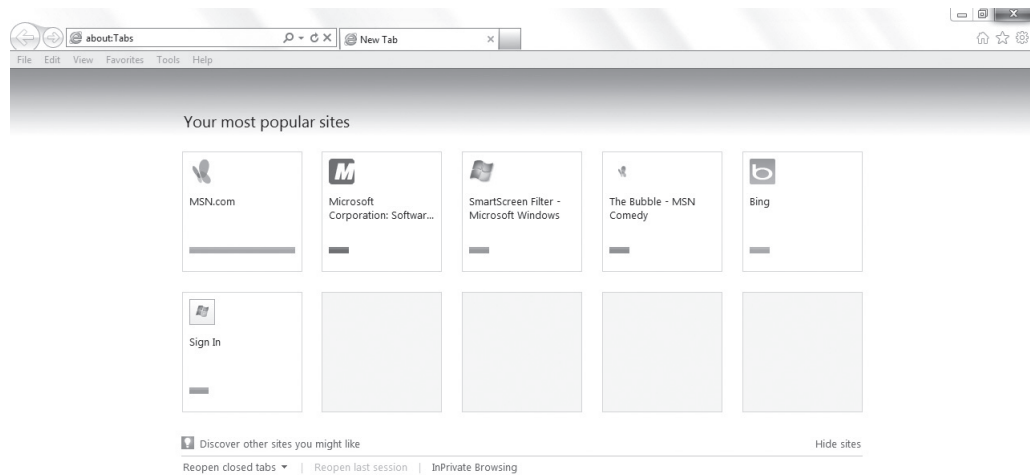 about:Tabs
New Tab
File Edit View Favorites Tools Help
Your most popular sites
MSN.com
Microsoft
Corporation: Softwar...
SmartScreen Filter -
Microsoft Windows
The Bubble - MSN
Comedy
Bing
Sign In
Discover other sites you might like
Hide sites
Reopen closed tabs | Reopen last session | InPrivate Browsing